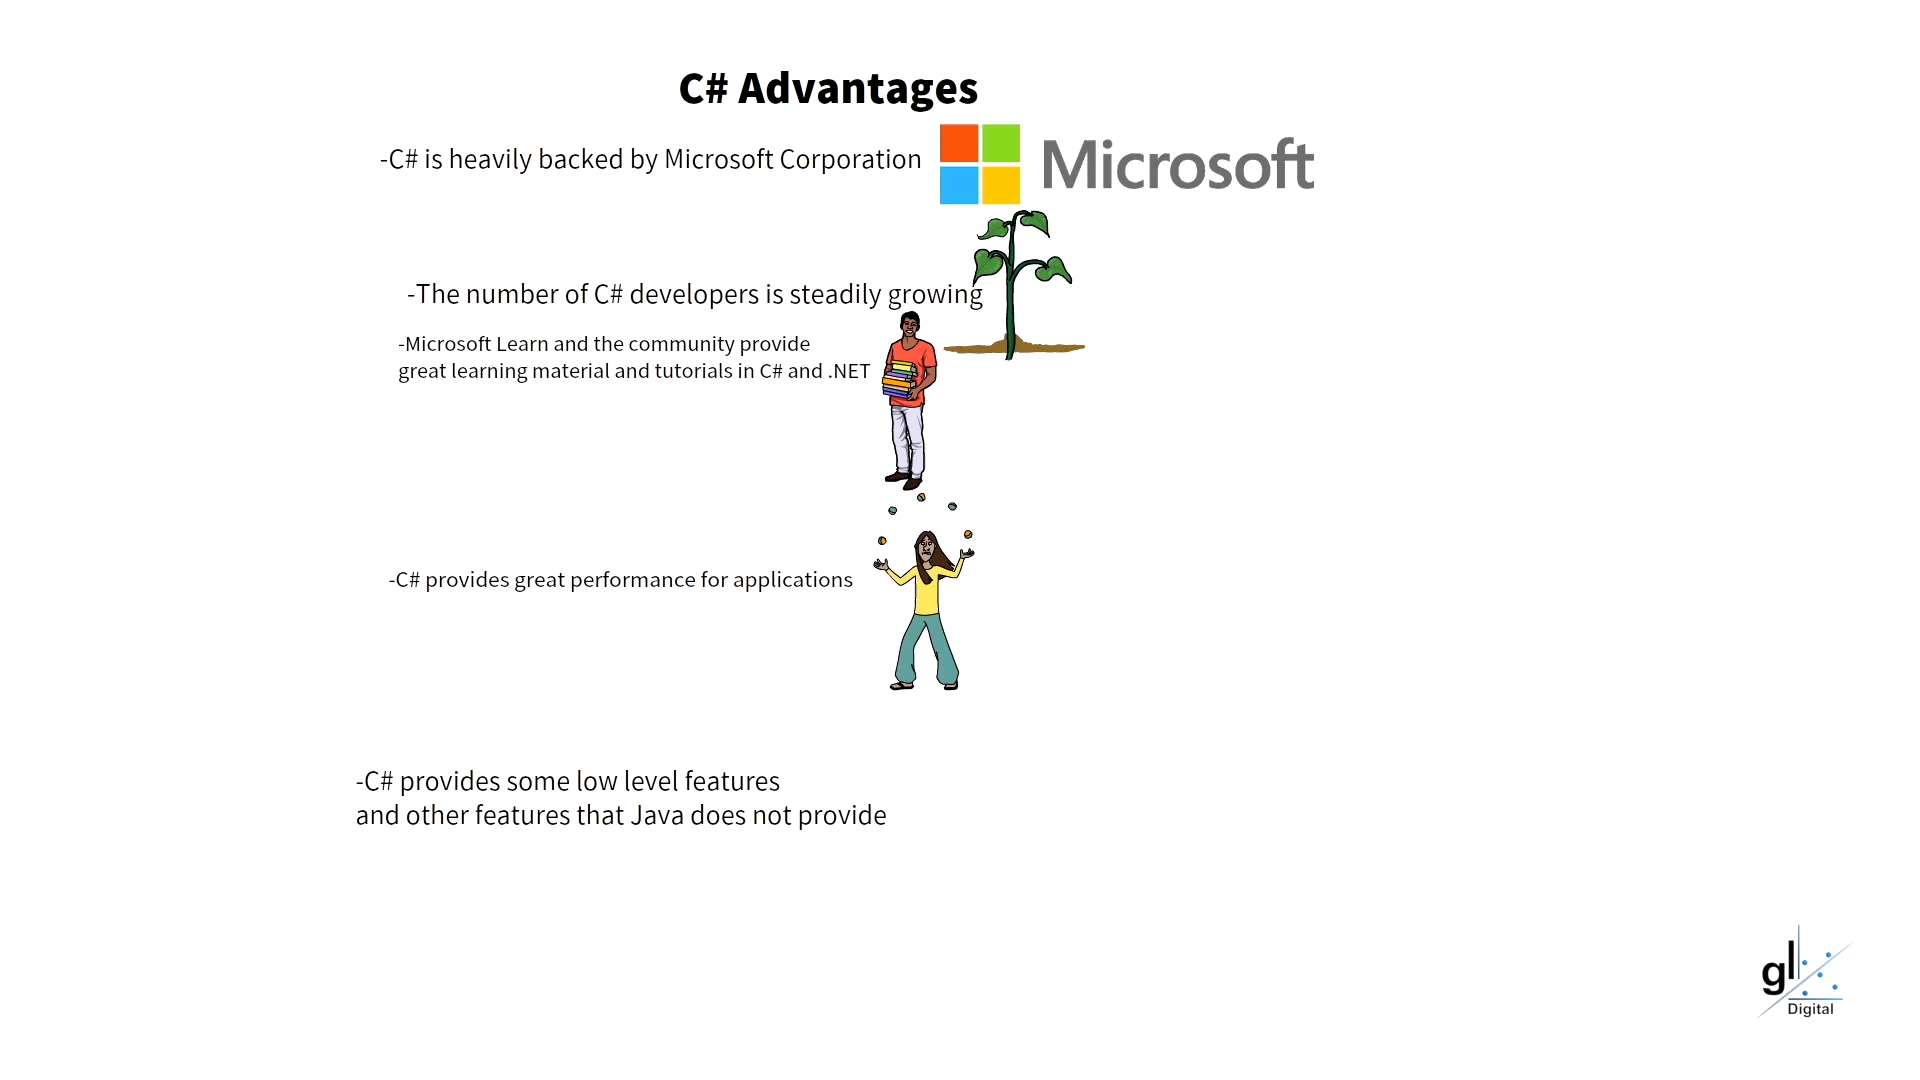 C# Advantages
-C# is heavily backed by Microsoft Corporation
Microsoft
-The number of C# developers is steadily growing
-Microsoft Learn and the community provide
great learning material and tutorials in C# and .NET
-C# provides great performance for applications
-C# provides some low level features
and other features that Java does not provide
gl
Digital